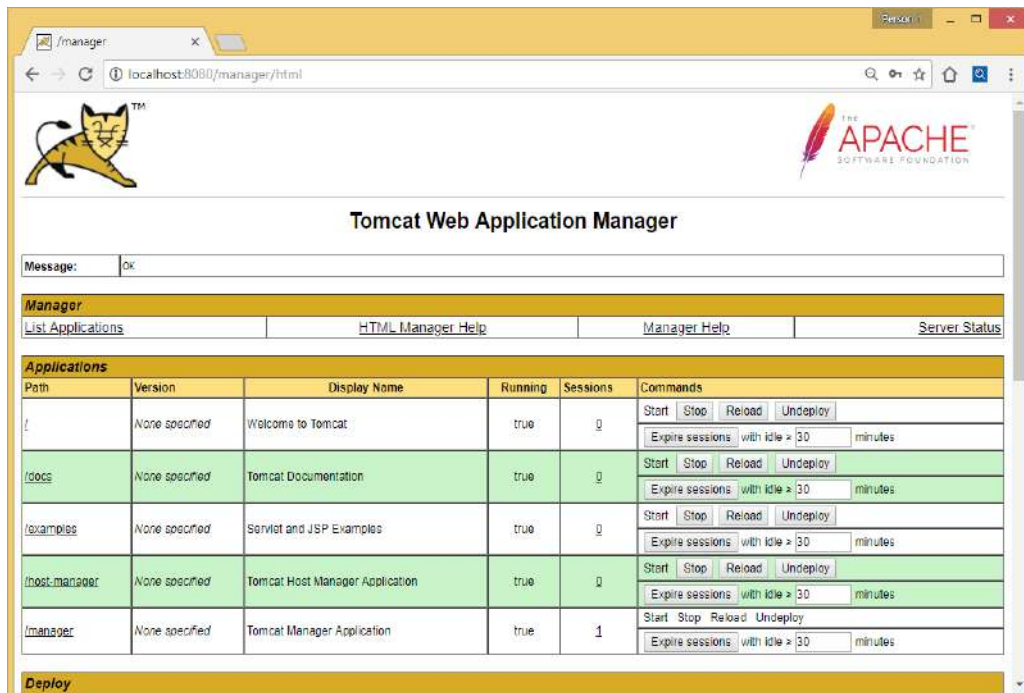 Person 1
/manager
localhost:8080/manager/html
TM
THE
APACHE®
SOFTWARE FOUNDATION
Tomcat Web Application Manager
Message: OK
Manager
List Applications HTML Manager Help Manager Help Server Status
Applications
Path Version Display Name Running Sessions Commands
/ None specified Welcome to Tomcat true 0 Start Stop Reload Undeploy
Expire sessions with idle ≥ 30 minutes
/docs None specified Tomcat Documentation true 0 Start Stop Reload Undeploy
Expire sessions with idle ≥ 30 minutes
/examples None specified Servlet and JSP Examples true 0 Start Stop Reload Undeploy
Expire sessions with idle ≥ 30 minutes
/host-manager None specified Tomcat Host Manager Application true 0 Start Stop Reload Undeploy
Expire sessions with idle ≥ 30 minutes
/manager None specified Tomcat Manager Application true 1 Start Stop Reload Undeploy
Expire sessions with idle ≥ 30 minutes
Deploy